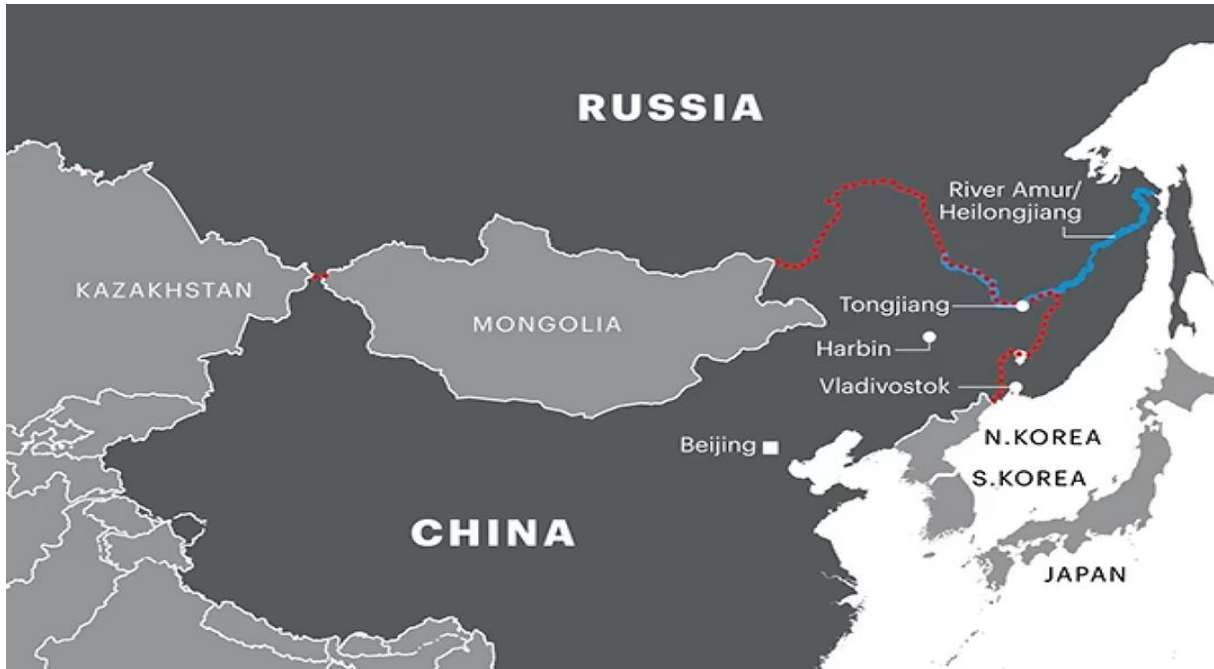 RUSSIA
River Amur/
Heilongjiang
KAZAKHSTAN
MONGOLIA
Tongjiang
Harbin
Vladivostok
Beijing
N.KOREA
S.KOREA
CHINA
JAPAN